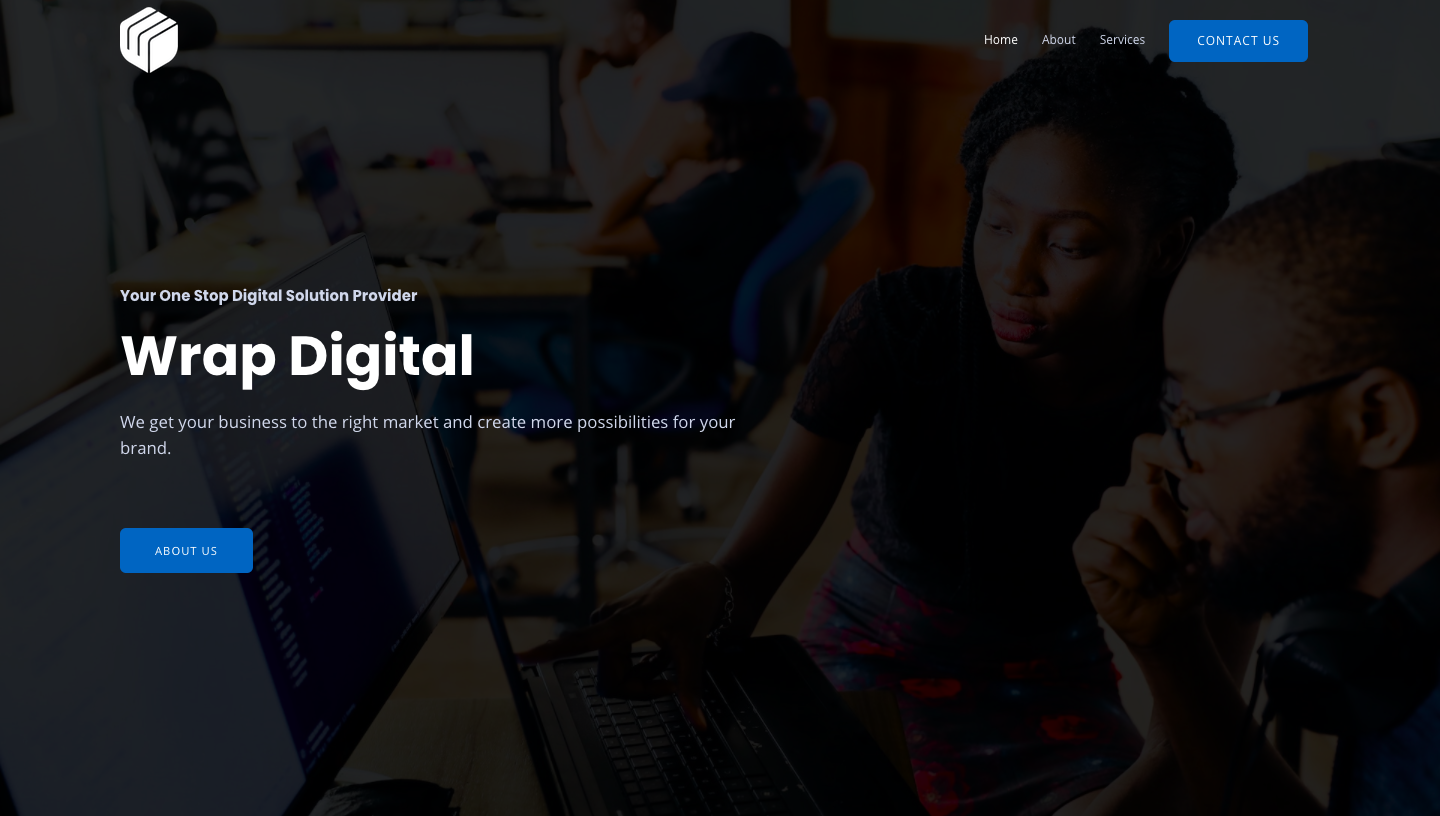 Home About Services CONTACT US
Your One Stop Digital Solution Provider
Wrap Digital
We get your business to the right market and create more possibilities for your
brand.
ABOUT US